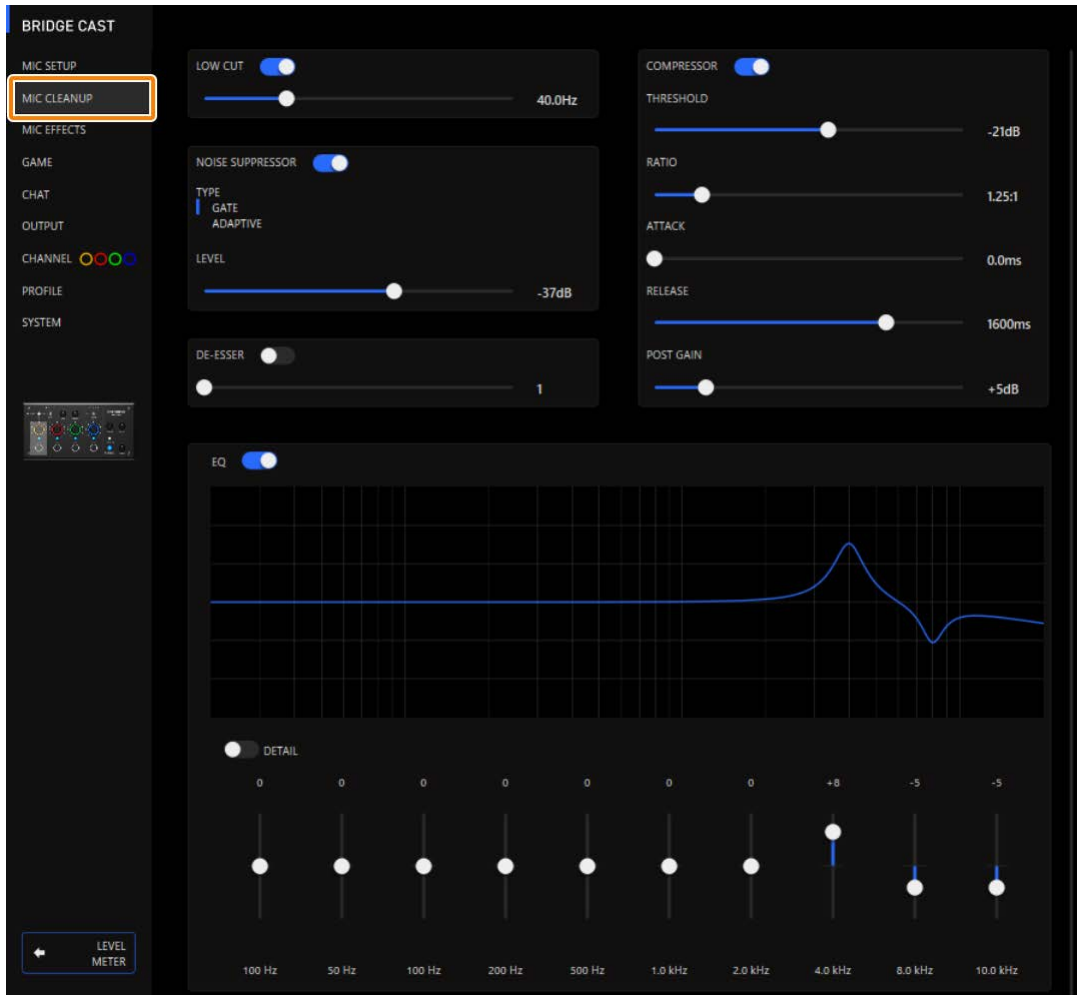 BRIDGE CAST
MIC SETUP
MIC CLEANUP
MIC EFFECTS
GAME
CHAT
OUTPUT
CHANNEL
PROFILE
SYSTEM
LEVEL
METER
LOW CUT
40.0Hz
NOISE SUPPRESSOR
TYPE
GATE
ADAPTIVE
LEVEL
-37dB
DE-ESSER
1
COMPRESSOR
THRESHOLD
-21dB
RATIO
1.25:1
ATTACK
0.0ms
RELEASE
1600ms
POST GAIN
+5dB
EQ
DETAIL
0 0 0 0 0 0 0 +8 -5 -5
100 Hz 50 Hz 100 Hz 200 Hz 500 Hz 1.0 kHz 2.0 kHz 4.0 kHz 8.0 kHz 10.0 kHz